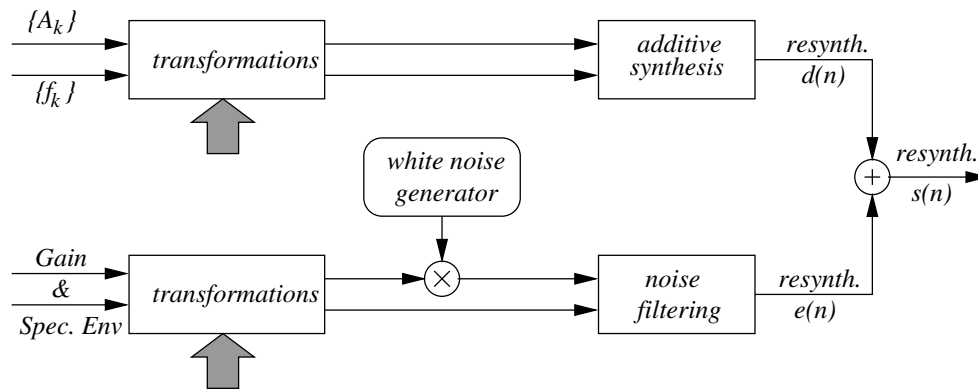 {A_k}
{f_k}
transformations
additive
synthesis
resynth.
d(n)
white noise
generator
resynth.
+
s(n)
Gain
&
Spec. Env
transformations
×
noise
filtering
resynth.
e(n)